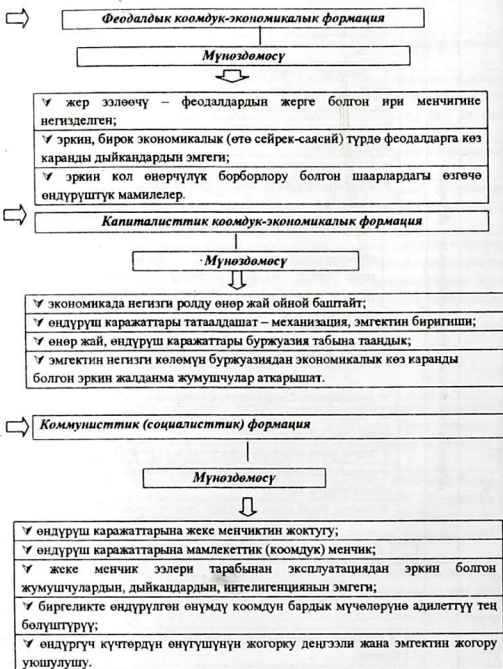 Феодалдык коомдук-экономикалык формация
Мүнөздөмөсү
жер ээлөөчү – феодалдардын жерге болгон ири менчигине
негизделген;
эркин, бирок экономикалык (өтө сейрек-саясий) түрдө феодалдарга көз
каранды дыйкандардын эмгеги;
эркин кол өнөрчүлүк борборлору болгон шаарлардагы өзгөчө
өндүрүштүк мамилелер.
Капиталисттик коомдук-экономикалык формация
Мүнөздөмөсү
экономикада негизги ролду өнөр жай ойной баштайт;
өндүрүш каражаттары татаалдашат – механизация, эмгектин биригиши;
өнөр жай, өндүрүш каражаттары буржуазия табына таандык;
эмгектин негизги көлөмүн буржуазиядан экономикалык көз каранды
болгон эркин жалданма жумушчулар аткарышат.
Коммунисттик (социалисттик) формация
Мүнөздөмөсү
өндүрүш каражаттарына жеке менчиктин жоктугу;
өндүрүш каражаттарына мамлекеттик (коомдук) менчик;
жеке менчик ээлери тарабынан эксплуатациядан эркин болгон
жумушчулардын, дыйкандардын, интелигенциянын эмгеги;
биргеликте өндүрүлгөн өнүмдү коомдун бардык мүчөлөрүнө адилеттүү тең
бөлүштүрүү;
өндүргүч күчтөрдүн өнүгүшүнүн жогорку деңгээли жана эмгектин жогору
уюшулушу.